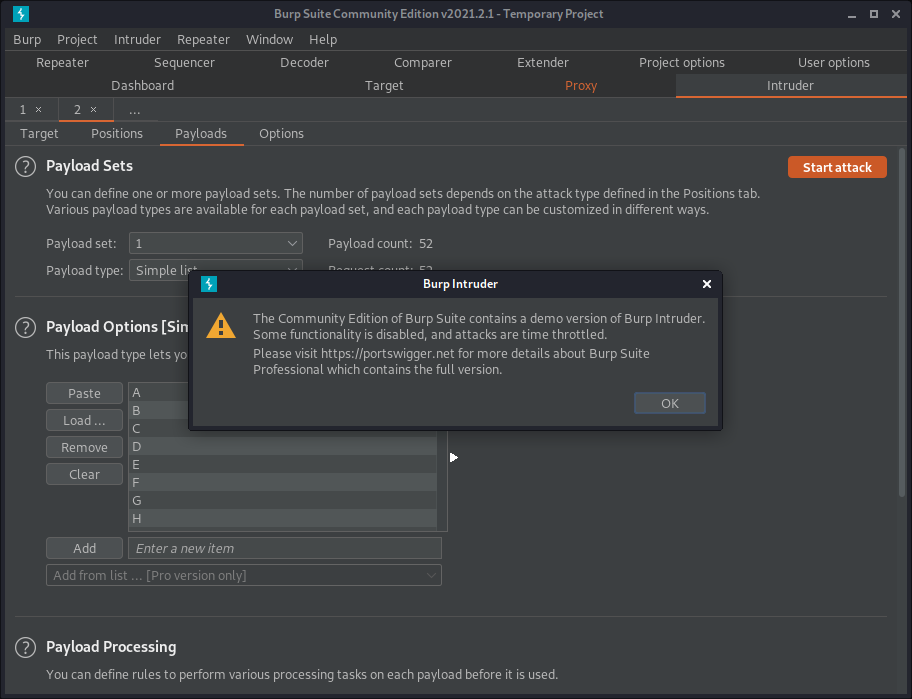 Burp Suite Community Edition v2021.2.1 - Temporary Project
Burp Project Intruder Repeater Window Help
Repeater Sequencer Decoder Comparer Extender Project options User options
Dashboard Target Proxy Intruder
1 × 2 × ...
Target Positions Payloads Options
? Payload Sets
Start attack
You can define one or more payload sets. The number of payload sets depends on the attack type defined in the Positions tab.
Various payload types are available for each payload set, and each payload type can be customized in different ways.
Payload set: 1 Payload count: 52
Payload type: Simple list Request count: 52
Burp Intruder
The Community Edition of Burp Suite contains a demo version of Burp Intruder.
Some functionality is disabled, and attacks are time throttled.
Please visit https://portswigger.net for more details about Burp Suite
Professional which contains the full version.
OK
? Payload Options [Sim
This payload type lets yo
Paste
Load ...
Remove
Clear
A
B
C
D
E
F
G
H
Add Enter a new item
Add from list ... [Pro version only]
? Payload Processing
You can define rules to perform various processing tasks on each payload before it is used.